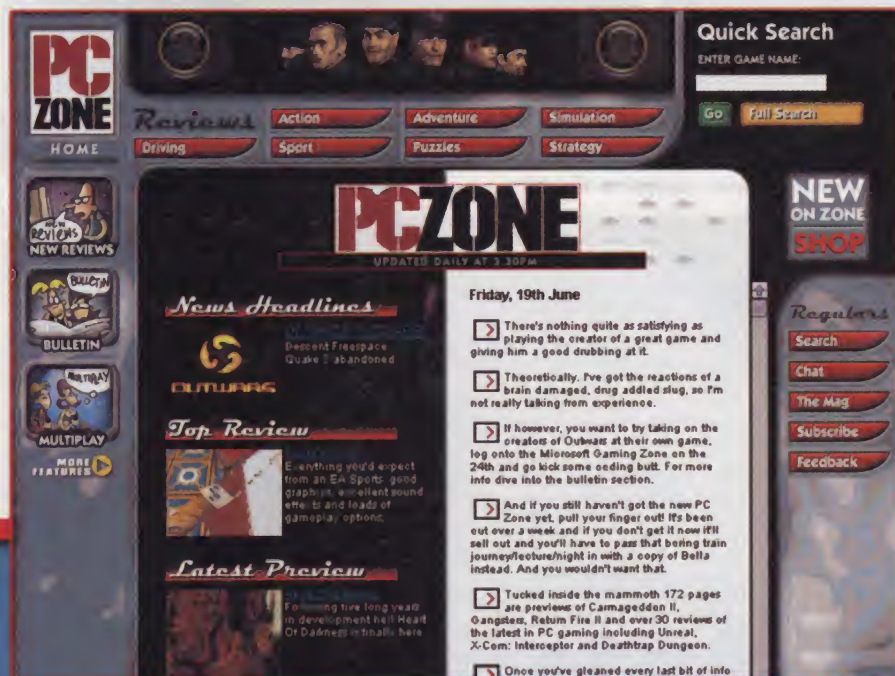 PC
ZONE
HOME
Reviews
Action
Adventure
Simulation
Driving
Sport
Puzzles
Strategy
Quick Search
ENTER GAME NAME:
Go
Full Search
NEW REVIEWS
NEW REVIEWS
BULLETIN
BULLETIN
MULTIPLAY
MULTIPLAY
MORE
FEATURES
PCZONE
UPDATED DAILY AT 3.30PM
News Headlines
OUTWARS
Descent Freespace
Quake abandoned
Top Review
Everything you'd expect
from an EA Sports good
graphics, excellent sound
effects and loads of
gameplay options.
Latest Preview
Following five long years
in development hell Heart
Of Darkness is finally here
Friday, 19th June
There's nothing quite as satisfying as
playing the creator of a great game and
giving him a good drubbing at it.
Theoretically, I've got the reactions of a
brain damaged, drug addled slug, so I'm
not really talking from experience.
If however, you want to try taking on the
creators of Outwars at their own game,
log onto the Microsoft Gaming Zone on the
24th and go kick some oeding butt. For more
info dive into the bulletin section.
And if you still haven't got the new PC
Zone yet, pull your finger out! It's been
out over a week and if you don't get it now it'll
sell out and you'll have to pass that boring train
journey/lecture/night in with a copy of Bella
instead. And you wouldn't want that.
Tucked inside the mammoth 172 pages
are previews of Carmageddon II,
Gangsters, Return Fire II and over 30 reviews of
the latest in PC gaming including Unreal,
X-Com: Interceptor and Deathtrap Dungeon.
Once you've gleaned every last bit of info
NEW
ON ZONE
SHOP
Regulars
Search
Chat
The Mag
Subscribe
Feedback